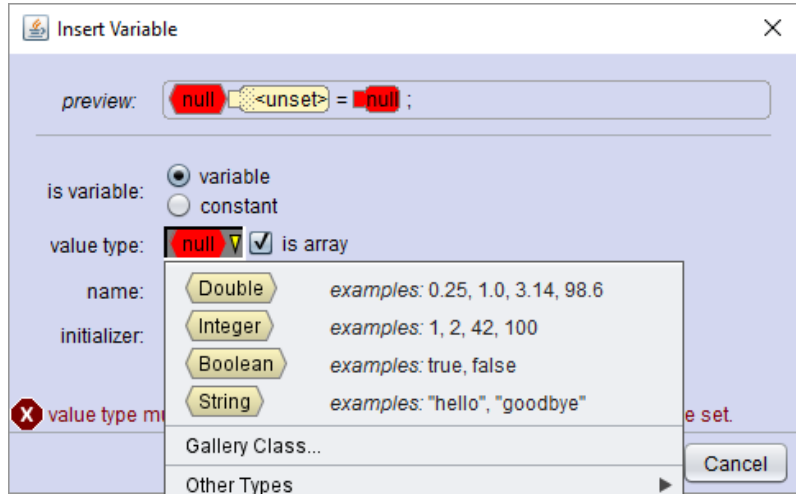 Insert Variable
preview: null <unset> = null ;
is variable: variable
constant
value type: null is array
name:
initializer:
Double examples: 0.25, 1.0, 3.14, 98.6
Integer examples: 1, 2, 42, 100
Boolean examples: true, false
String examples: "hello", "goodbye"
X value type mu e set.
Gallery Class...
Cancel
Other Types